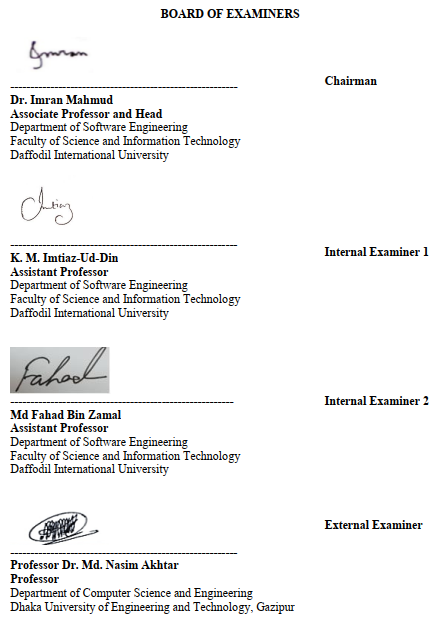 BOARD OF EXAMINERS
Imran
Chairman
Dr. Imran Mahmud
Associate Professor and Head
Department of Software Engineering
Faculty of Science and Information Technology
Daffodil International University
Imtiaz
Internal Examiner 1
K. M. Imtiaz-Ud-Din
Assistant Professor
Department of Software Engineering
Faculty of Science and Information Technology
Daffodil International University
Fahad
Internal Examiner 2
Md Fahad Bin Zamal
Assistant Professor
Department of Software Engineering
Faculty of Science and Information Technology
Daffodil International University
External Examiner
Professor Dr. Md. Nasim Akhtar
Professor
Department of Computer Science and Engineering
Dhaka University of Engineering and Technology, Gazipur